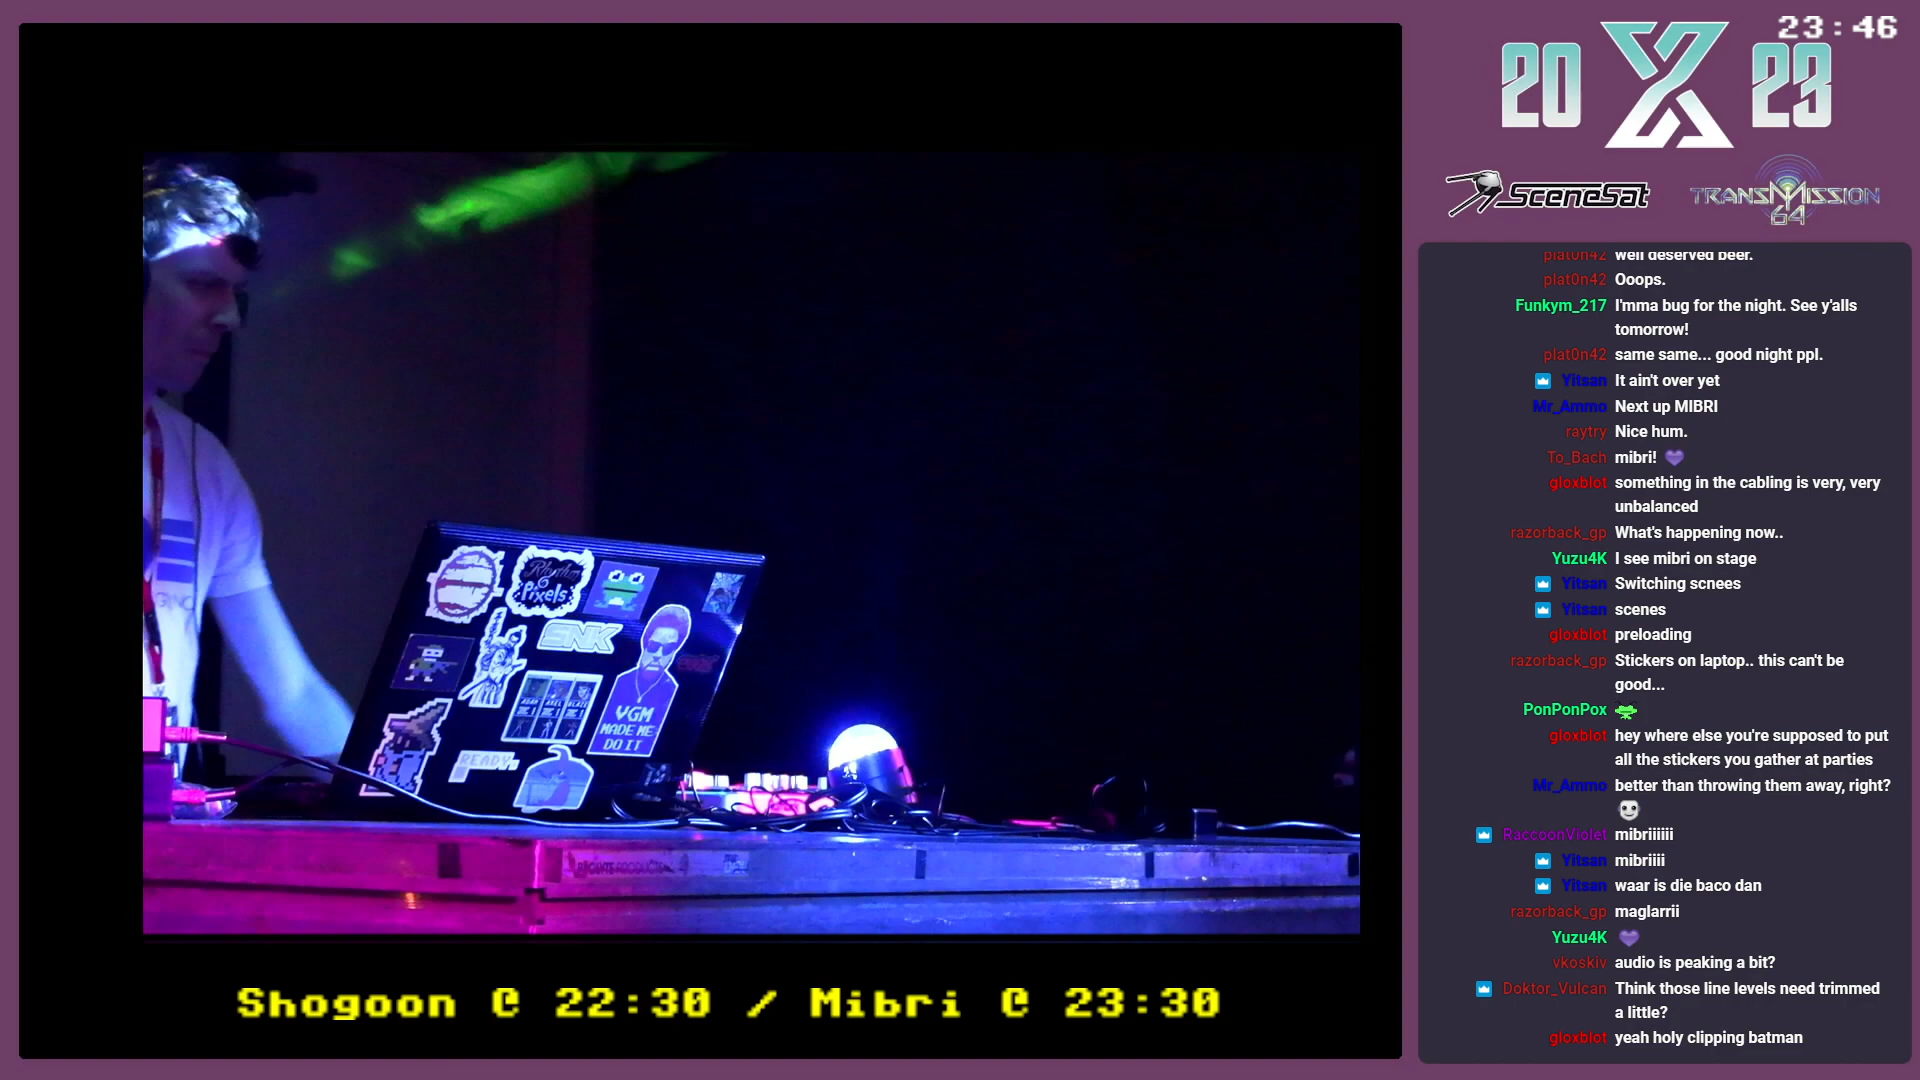 23:46
20 X 23
SceneSat
TRANSMISSION
64
plat0n42 well deserved beer.
plat0n42 Ooops.
Funkym_217 I'mma bug for the night. See y'alls
tomorrow!
plat0n42 same same... good night ppl.
Yitsan It ain't over yet
Mr_Ammo Next up MIBRI
raytry Nice hum.
To_Bach mibri!
gloxblot something in the cabling is very, very
unbalanced
razorback_gp What's happening now..
Yuzu4K I see mibri on stage
Yitsan Switching scnees
Yitsan scenes
gloxblot preloading
razorback_gp Stickers on laptop.. this can't be
good...
PonPonPox
gloxblot hey where else you're supposed to put
all the stickers you gather at parties
Mr_Ammo better than throwing them away, right?
RaccoonViolet mibriiiiii
Yitsan mibriiii
Yitsan waar is die baco dan
razorback_gp maglarrii
Yuzu4K
vkoskiv audio is peaking a bit?
Doktor_Vulcan Think those line levels need trimmed
a little?
gloxblot yeah holy clipping batman
Rhythm
Pixels
SNK
ADAM AXEL BLAZE
VGM
MADE ME
DO IT
READY.
Shogoon @ 22:30 / Mibri @ 23:30